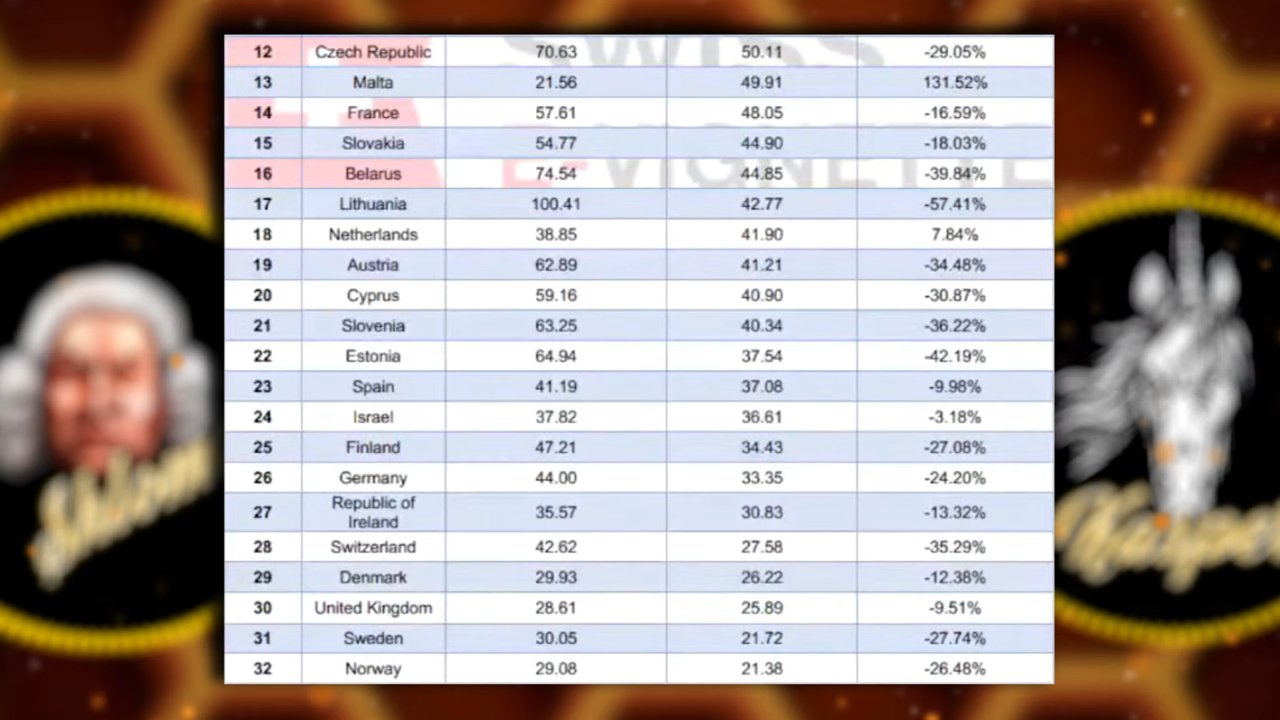 12 Czech Republic 70.63 50.11 -29.05%
13 Malta 21.56 49.91 131.52%
14 France 57.61 48.05 -16.59%
15 Slovakia 54.77 44.90 -18.03%
16 Belarus 74.54 44.85 -39.84%
17 Lithuania 100.41 42.77 -57.41%
18 Netherlands 38.85 41.90 7.84%
19 Austria 62.89 41.21 -34.48%
20 Cyprus 59.16 40.90 -30.87%
21 Slovenia 63.25 40.34 -36.22%
22 Estonia 64.94 37.54 -42.19%
23 Spain 41.19 37.08 -9.98%
24 Israel 37.82 36.61 -3.18%
25 Finland 47.21 34.43 -27.08%
26 Germany 44.00 33.35 -24.20%
27 Republic of Ireland 35.57 30.83 -13.32%
28 Switzerland 42.62 27.58 -35.29%
29 Denmark 29.93 26.22 -12.38%
30 United Kingdom 28.61 25.89 -9.51%
31 Sweden 30.05 21.72 -27.74%
32 Norway 29.08 21.38 -26.48%
SWISS
E-VIGNETTE